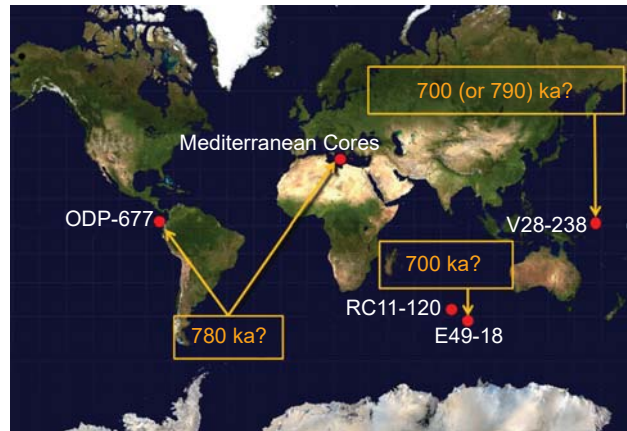 700 (or 790) ka?
Mediterranean Cores
ODP-677
V28-238
700 ka?
RC11-120
E49-18
780 ka?